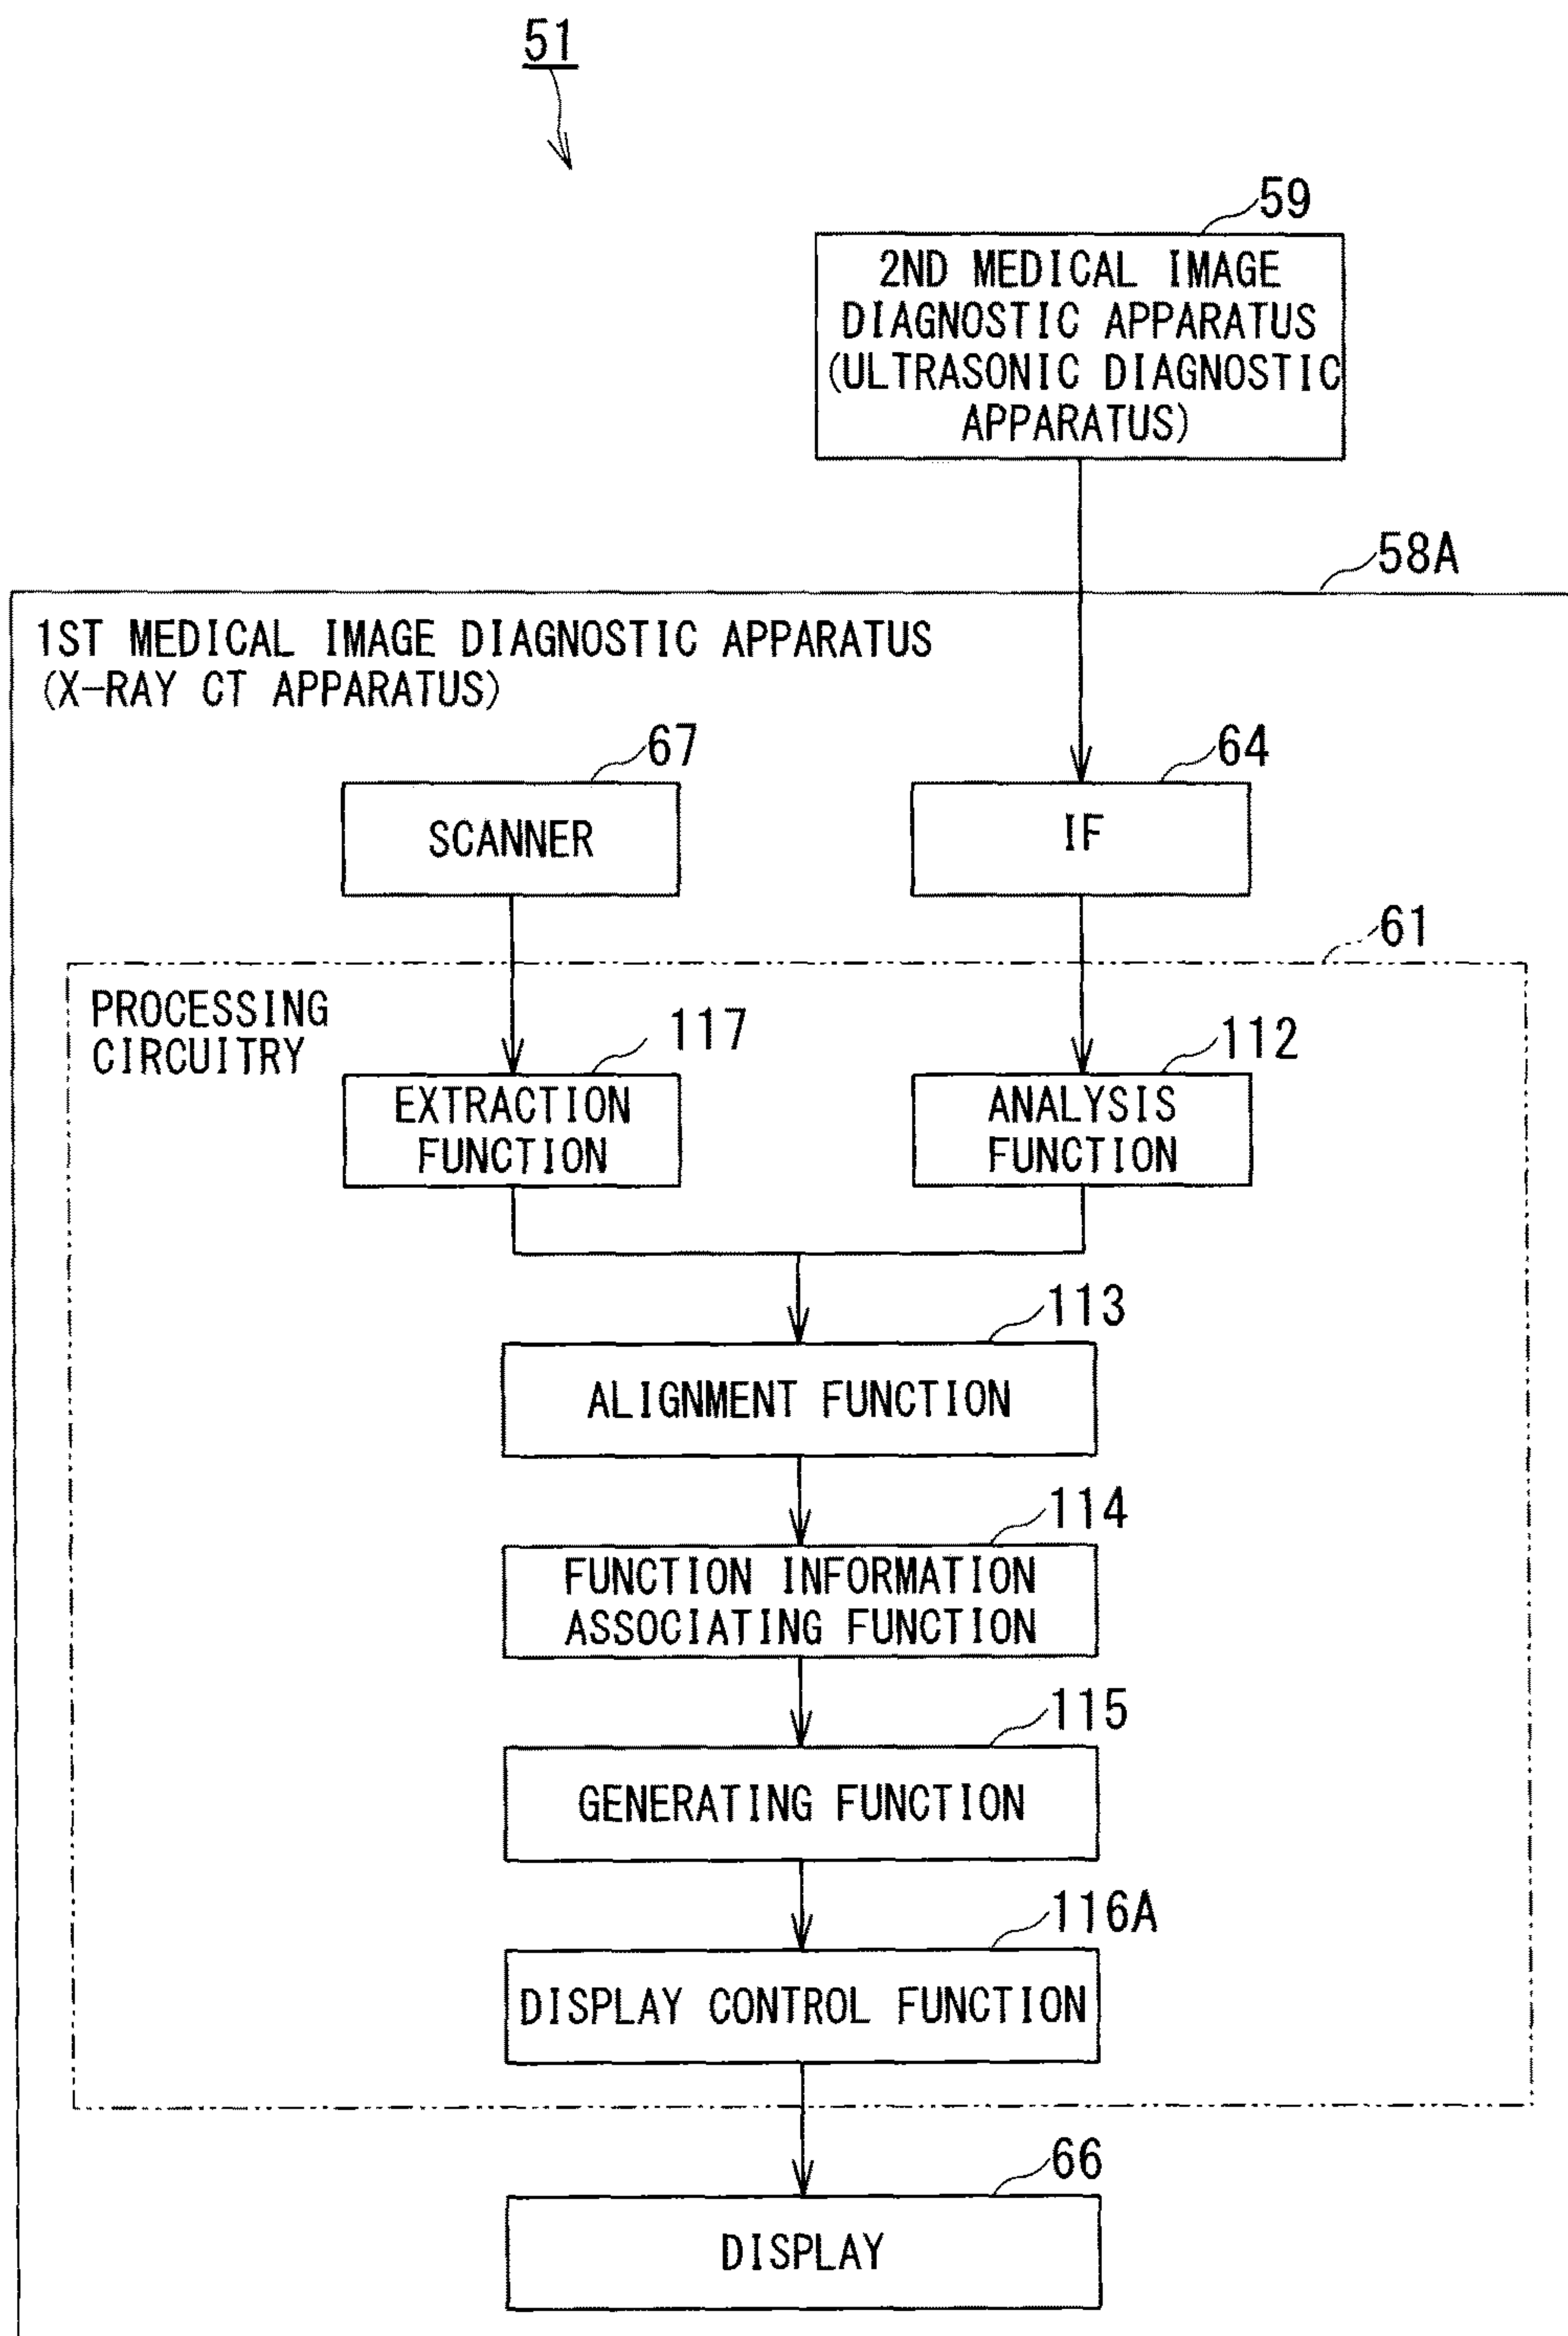 51
59
2ND MEDICAL IMAGE
DIAGNOSTIC APPARATUS
(ULTRASONIC DIAGNOSTIC
APPARATUS)
58A
1ST MEDICAL IMAGE DIAGNOSTIC APPARATUS
(X-RAY CT APPARATUS)
67
64
SCANNER
IF
61
PROCESSING
CIRCUITRY
117
112
EXTRACTION
FUNCTION
ANALYSIS
FUNCTION
113
ALIGNMENT FUNCTION
114
FUNCTION INFORMATION
ASSOCIATING FUNCTION
115
GENERATING FUNCTION
116A
DISPLAY CONTROL FUNCTION
66
DISPLAY